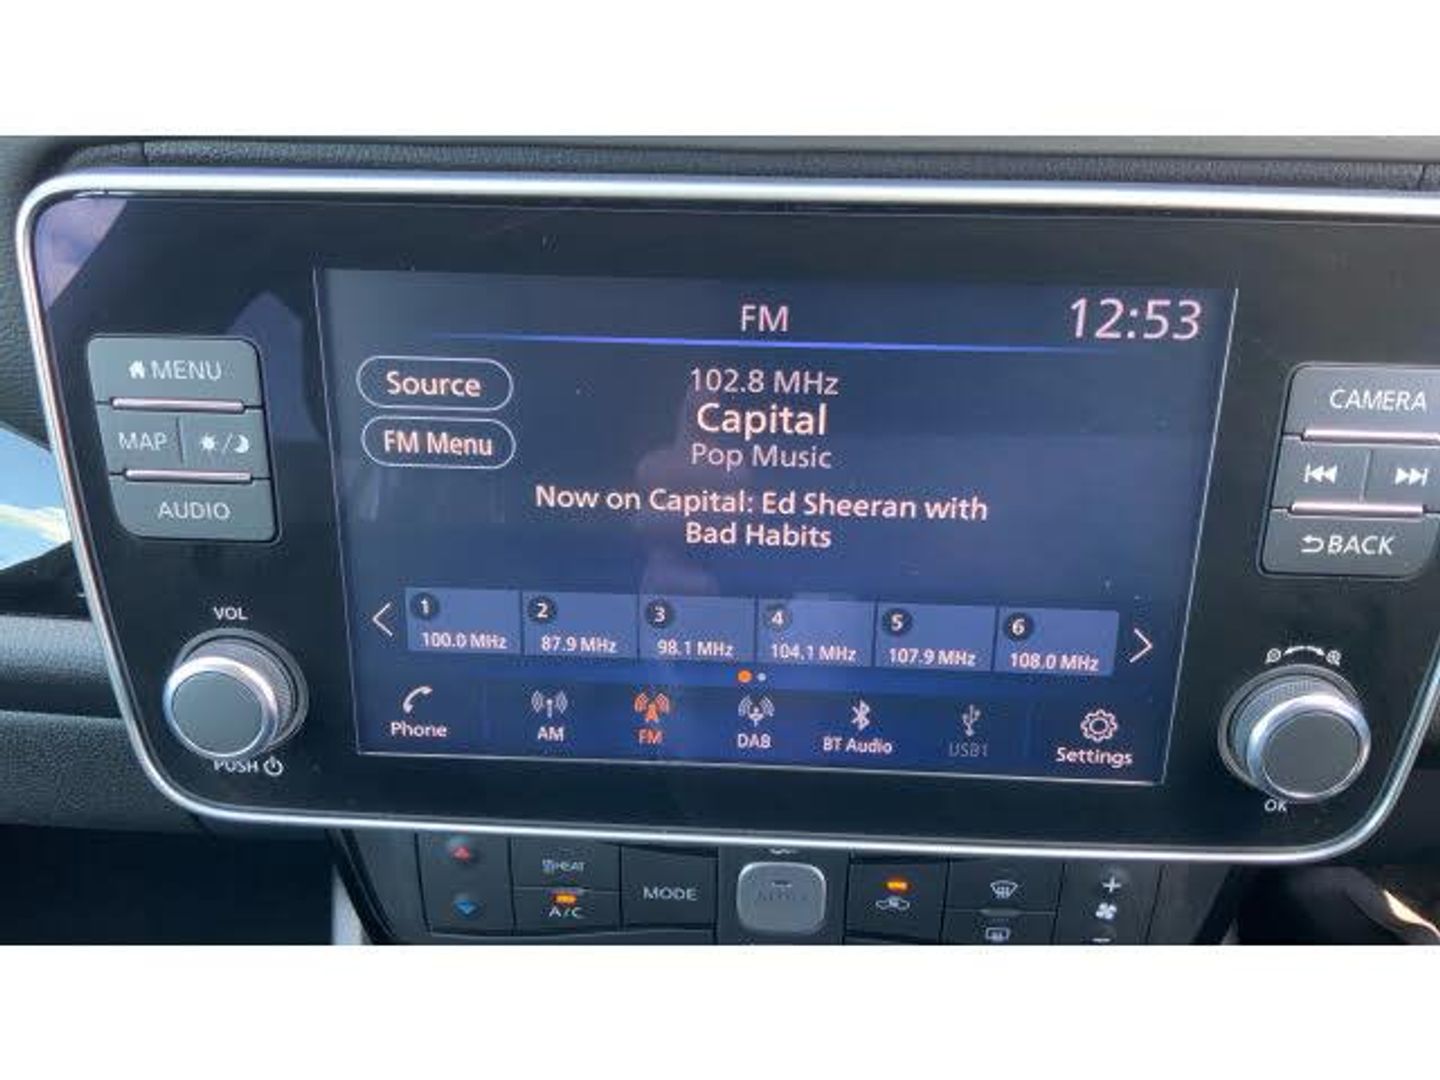 FM
12:53
MENU
MAP
AUDIO
VOL
PUSH
Source
FM Menu
102.8 MHz
Capital
Pop Music
Now on Capital: Ed Sheeran with
Bad Habits
1
100.0 MHz
2
87.9 MHz
3
98.1 MHz
4
104.1 MHz
5
107.9 MHz
6
108.0 MHz
Phone
AM
FM
DAB
BT Audio
USB1
Settings
CAMERA
BACK
OK
HEAT
A/C
MODE